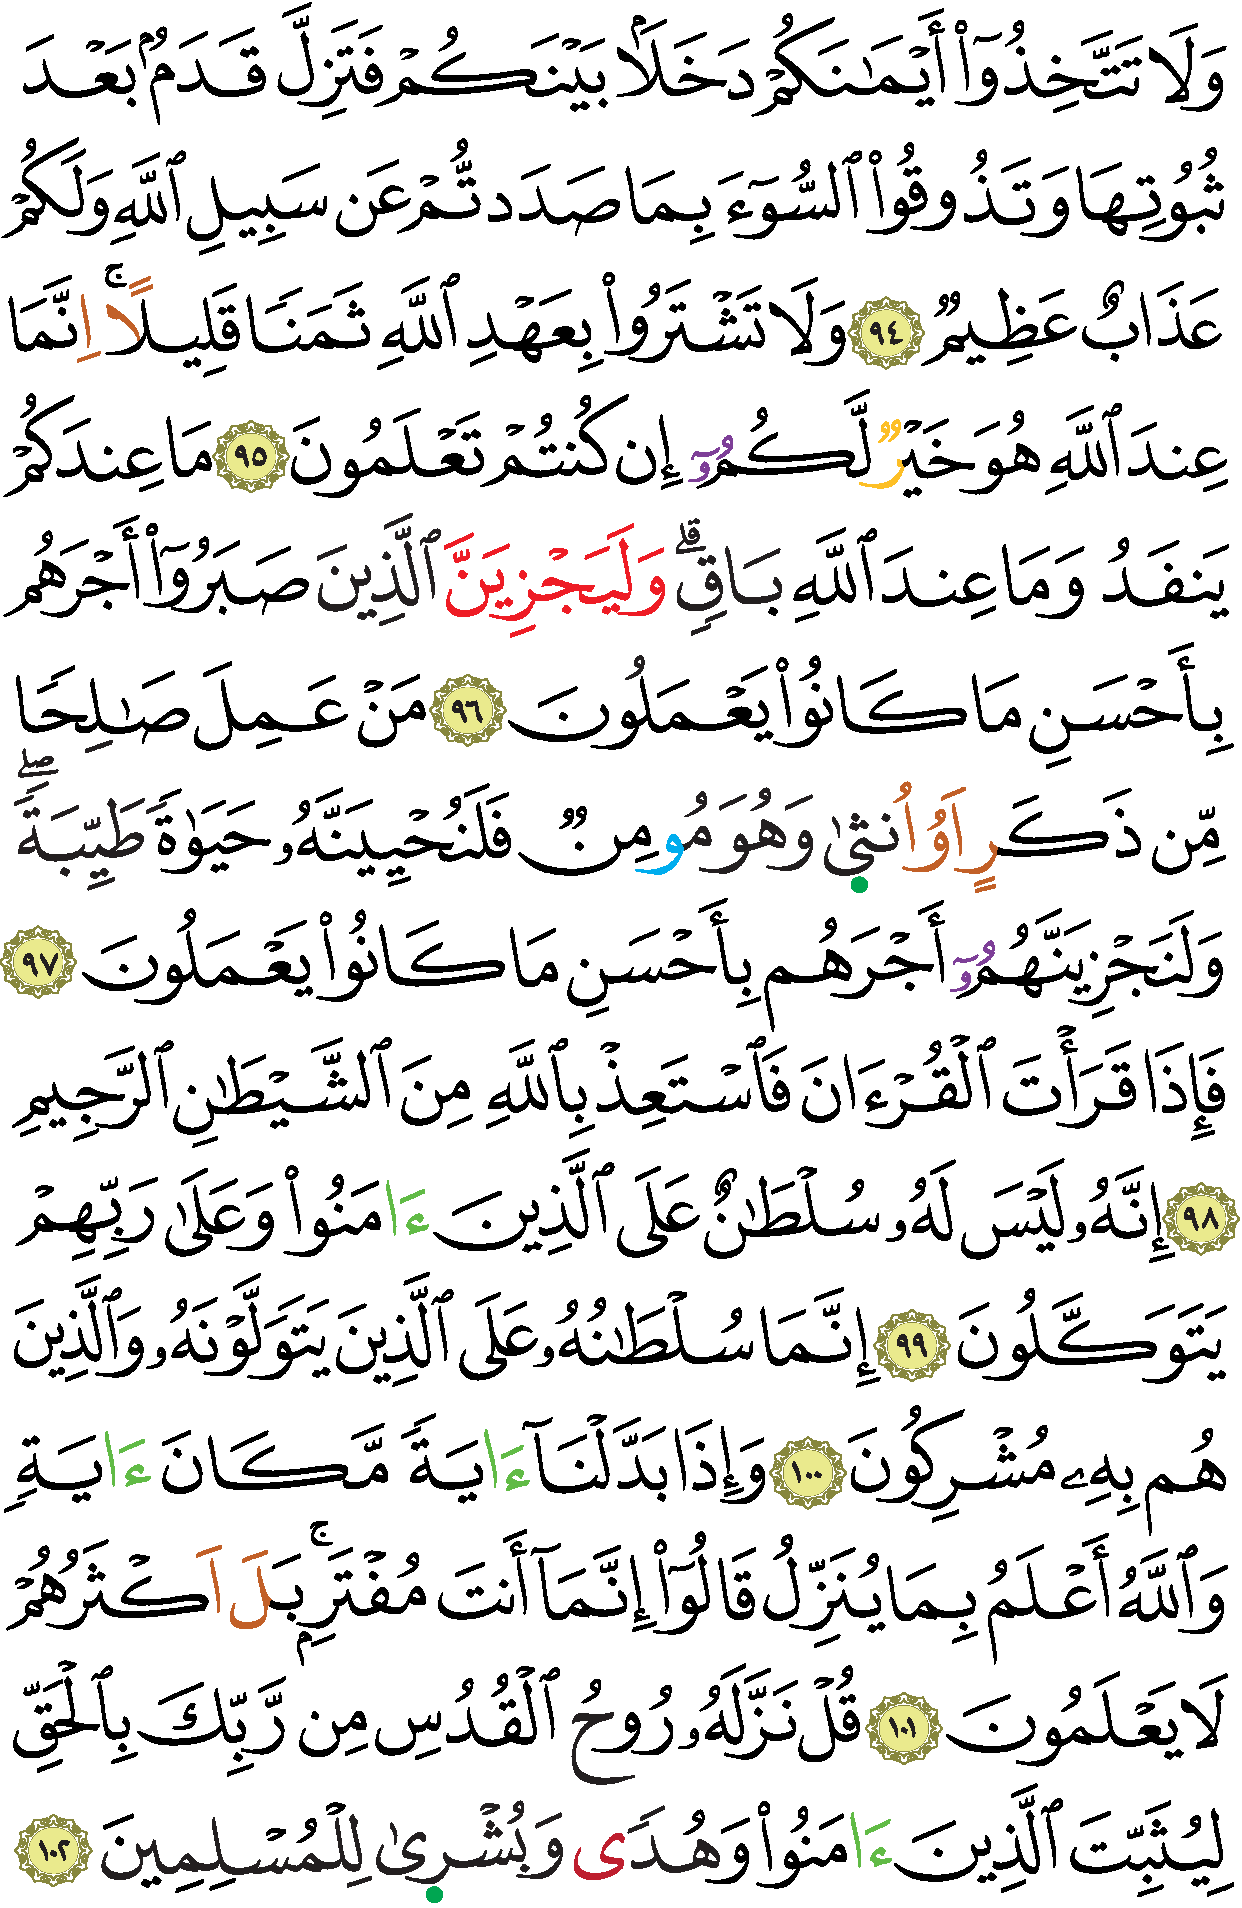 وَلَا تَتَّخِذُوٓا۟ أَيْمَٰنَكُمْ دَخَلَۢا بَيْنَكُمْ فَتَزِلَّ قَدَمُۢ بَعْدَ
ثُبُوتِهَا وَتَذُوقُوا۟ ٱلسُّوٓءَ بِمَا صَدَدتُّمْ عَن سَبِيلِ ٱللَّهِ وَلَكُمْ
عَذَابٌ عَظِيمٌ ٩٤ وَلَا تَشْتَرُوا۟ بِعَهْدِ ٱللَّهِ ثَمَنًا قَلِيلًا ۚ اِنَّمَا
عِندَ ٱللَّهِ هُوَ خَيْرٌ لَّكُمُۥٓ إِن كُنتُمْ تَعْلَمُونَ ٩٥ مَا عِندَكُمْ
يَنفَدُ وَمَا عِندَ ٱللَّهِ بَاقٍ ۗ وَلَيَجْزِيَنَّ ٱلَّذِينَ صَبَرُوٓا۟ أَجْرَهُم
بِأَحْسَنِ مَا كَانُوا۟ يَعْمَلُونَ ٩٦ مَنْ عَمِلَ صَٰلِحًا
مِّن ذَكَرٍ اَوُ اُنثىٰ وَهُوَ مُومِنٌ فَلَنُحْيِيَنَّهُۥ حَيَوٰةً طَيِّبَةً ۖ
وَلَنَجْزِيَنَّهُمُۥٓ أَجْرَهُم بِأَحْسَنِ مَا كَانُوا۟ يَعْمَلُونَ ٩٧
فَإِذَا قَرَأْتَ ٱلْقُرْءَانَ فَٱسْتَعِذْ بِٱللَّهِ مِنَ ٱلشَّيْطَٰنِ ٱلرَّجِيمِ
٩٨ إِنَّهُۥ لَيْسَ لَهُۥ سُلْطَٰنٌ عَلَى ٱلَّذِينَ ءَامَنُوا۟ وَعَلَىٰ رَبِّهِمْ
يَتَوَكَّلُونَ ٩٩ إِنَّمَا سُلْطَٰنُهُۥ عَلَى ٱلَّذِينَ يَتَوَلَّوْنَهُۥ وَٱلَّذِينَ
هُم بِهِۦ مُشْرِكُونَ ١٠٠ وَإِذَا بَدَّلْنَآ ءَايَةً مَّكَانَ ءَايَةٍ
وَٱللَّهُ أَعْلَمُ بِمَا يُنَزِّلُ قَالُوٓا۟ إِنَّمَآ أَنتَ مُفْتَرٍۭ ۚ بَلَ اَكْثَرُهُمْ
لَا يَعْلَمُونَ ١٠١ قُلْ نَزَّلَهُۥ رُوحُ ٱلْقُدُسِ مِن رَّبِّكَ بِٱلْحَقِّ
لِيُثَبِّتَ ٱلَّذِينَ ءَامَنُوا۟ وَهُدًى وَبُشْرىٰ لِلْمُسْلِمِينَ ١٠٢